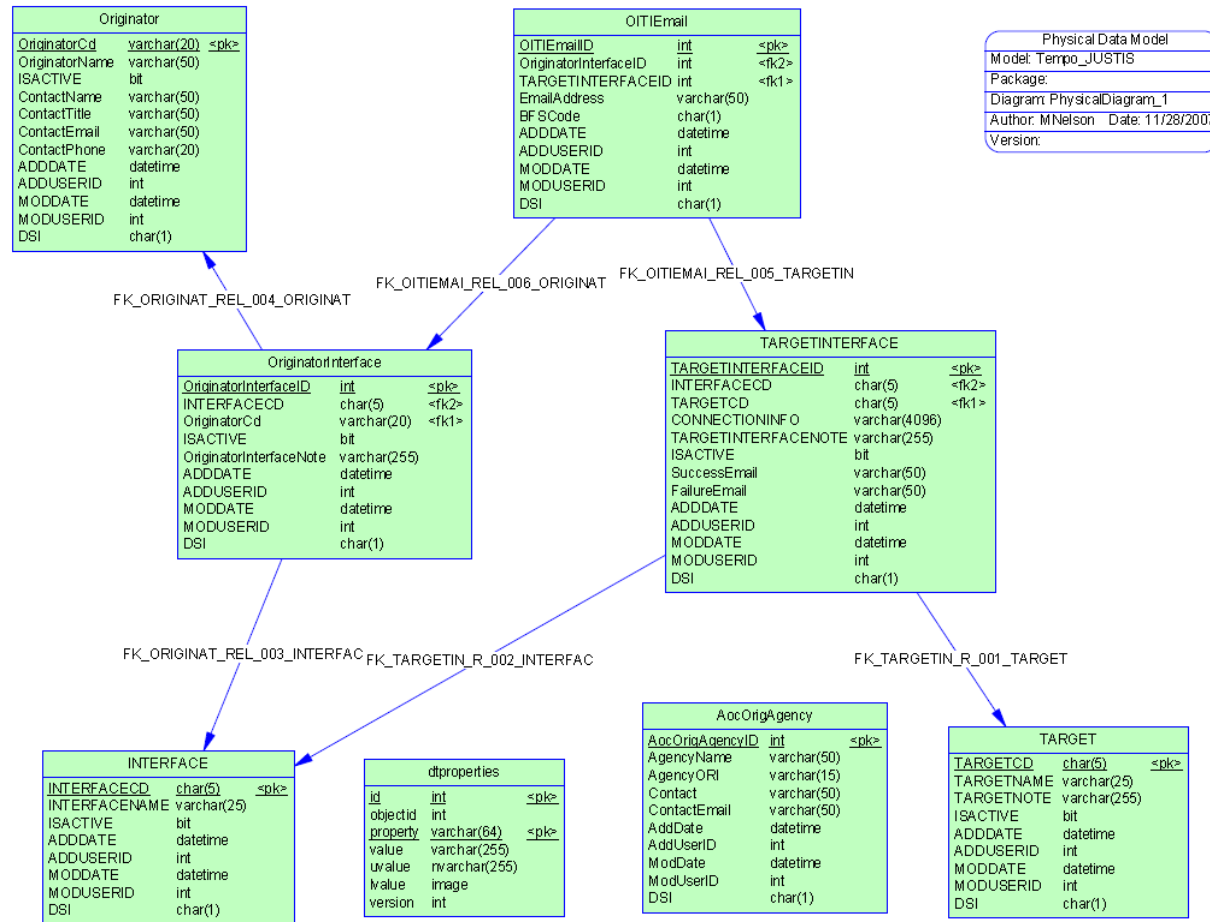 Originator
OriginatorCd varchar(20) <pk>
OriginatorName varchar(50)
ISACTIVE bit
ContactName varchar(50)
ContactTitle varchar(50)
ContactEmail varchar(50)
ContactPhone varchar(20)
ADDDATE datetime
ADDUSERID int
MODDATE datetime
MODUSERID int
DSI char(1)
OITIEmail
OITIEmailID int <pk>
OriginatorInterfaceID int <fk2>
TARGETINTERFACEID int <fk1>
EmailAddress varchar(50)
BFSCode char(1)
ADDDATE datetime
ADDUSERID int
MODDATE datetime
MODUSERID int
DSI char(1)
Physical Data Model
Model: Tempo_JUSTIS
Package:
Diagram: PhysicalDiagram_1
Author: MNelson Date: 11/28/2007
Version:
FK_ORIGINAT_REL_004_ORIGINAT
FK_OITIEMAI_REL_006_ORIGINAT
FK_OITIEMAI_REL_005_TARGETIN
OriginatorInterface
OriginatorInterfaceID int <pk>
INTERFACECD char(5) <fk2>
OriginatorCd varchar(20) <fk1>
ISACTIVE bit
OriginatorInterfaceNote varchar(255)
ADDDATE datetime
ADDUSERID int
MODDATE datetime
MODUSERID int
DSI char(1)
TARGETINTERFACE
TARGETINTERFACEID int <pk>
INTERFACECD char(5) <fk2>
TARGETCD char(5) <fk1>
CONNECTIONINFO varchar(4096)
TARGETINTERFACENOTE varchar(255)
ISACTIVE bit
SuccessEmail varchar(50)
FailureEmail varchar(50)
ADDDATE datetime
ADDUSERID int
MODDATE datetime
MODUSERID int
DSI char(1)
FK_ORIGINAT_REL_003_INTERFAC
FK_TARGETIN_R_002_INTERFAC
FK_TARGETIN_R_001_TARGET
INTERFACE
INTERFACECD char(5) <pk>
INTERFACENAME varchar(25)
ISACTIVE bit
ADDDATE datetime
ADDUSERID int
MODDATE datetime
MODUSERID int
DSI char(1)
dtproperties
id int <pk>
objectid int
property varchar(64) <pk>
value varchar(255)
uvalue nvarchar(255)
lvalue image
version int
AocOrigAgency
AocOrigAgencyID int <pk>
AgencyName varchar(50)
AgencyORI varchar(15)
Contact varchar(50)
ContactEmail varchar(50)
AddDate datetime
AddUserID int
ModDate datetime
ModUserID int
DSI char(1)
TARGET
TARGETCD char(5) <pk>
TARGETNAME varchar(25)
TARGETNOTE varchar(255)
ISACTIVE bit
ADDDATE datetime
ADDUSERID int
MODDATE datetime
MODUSERID int
DSI char(1)